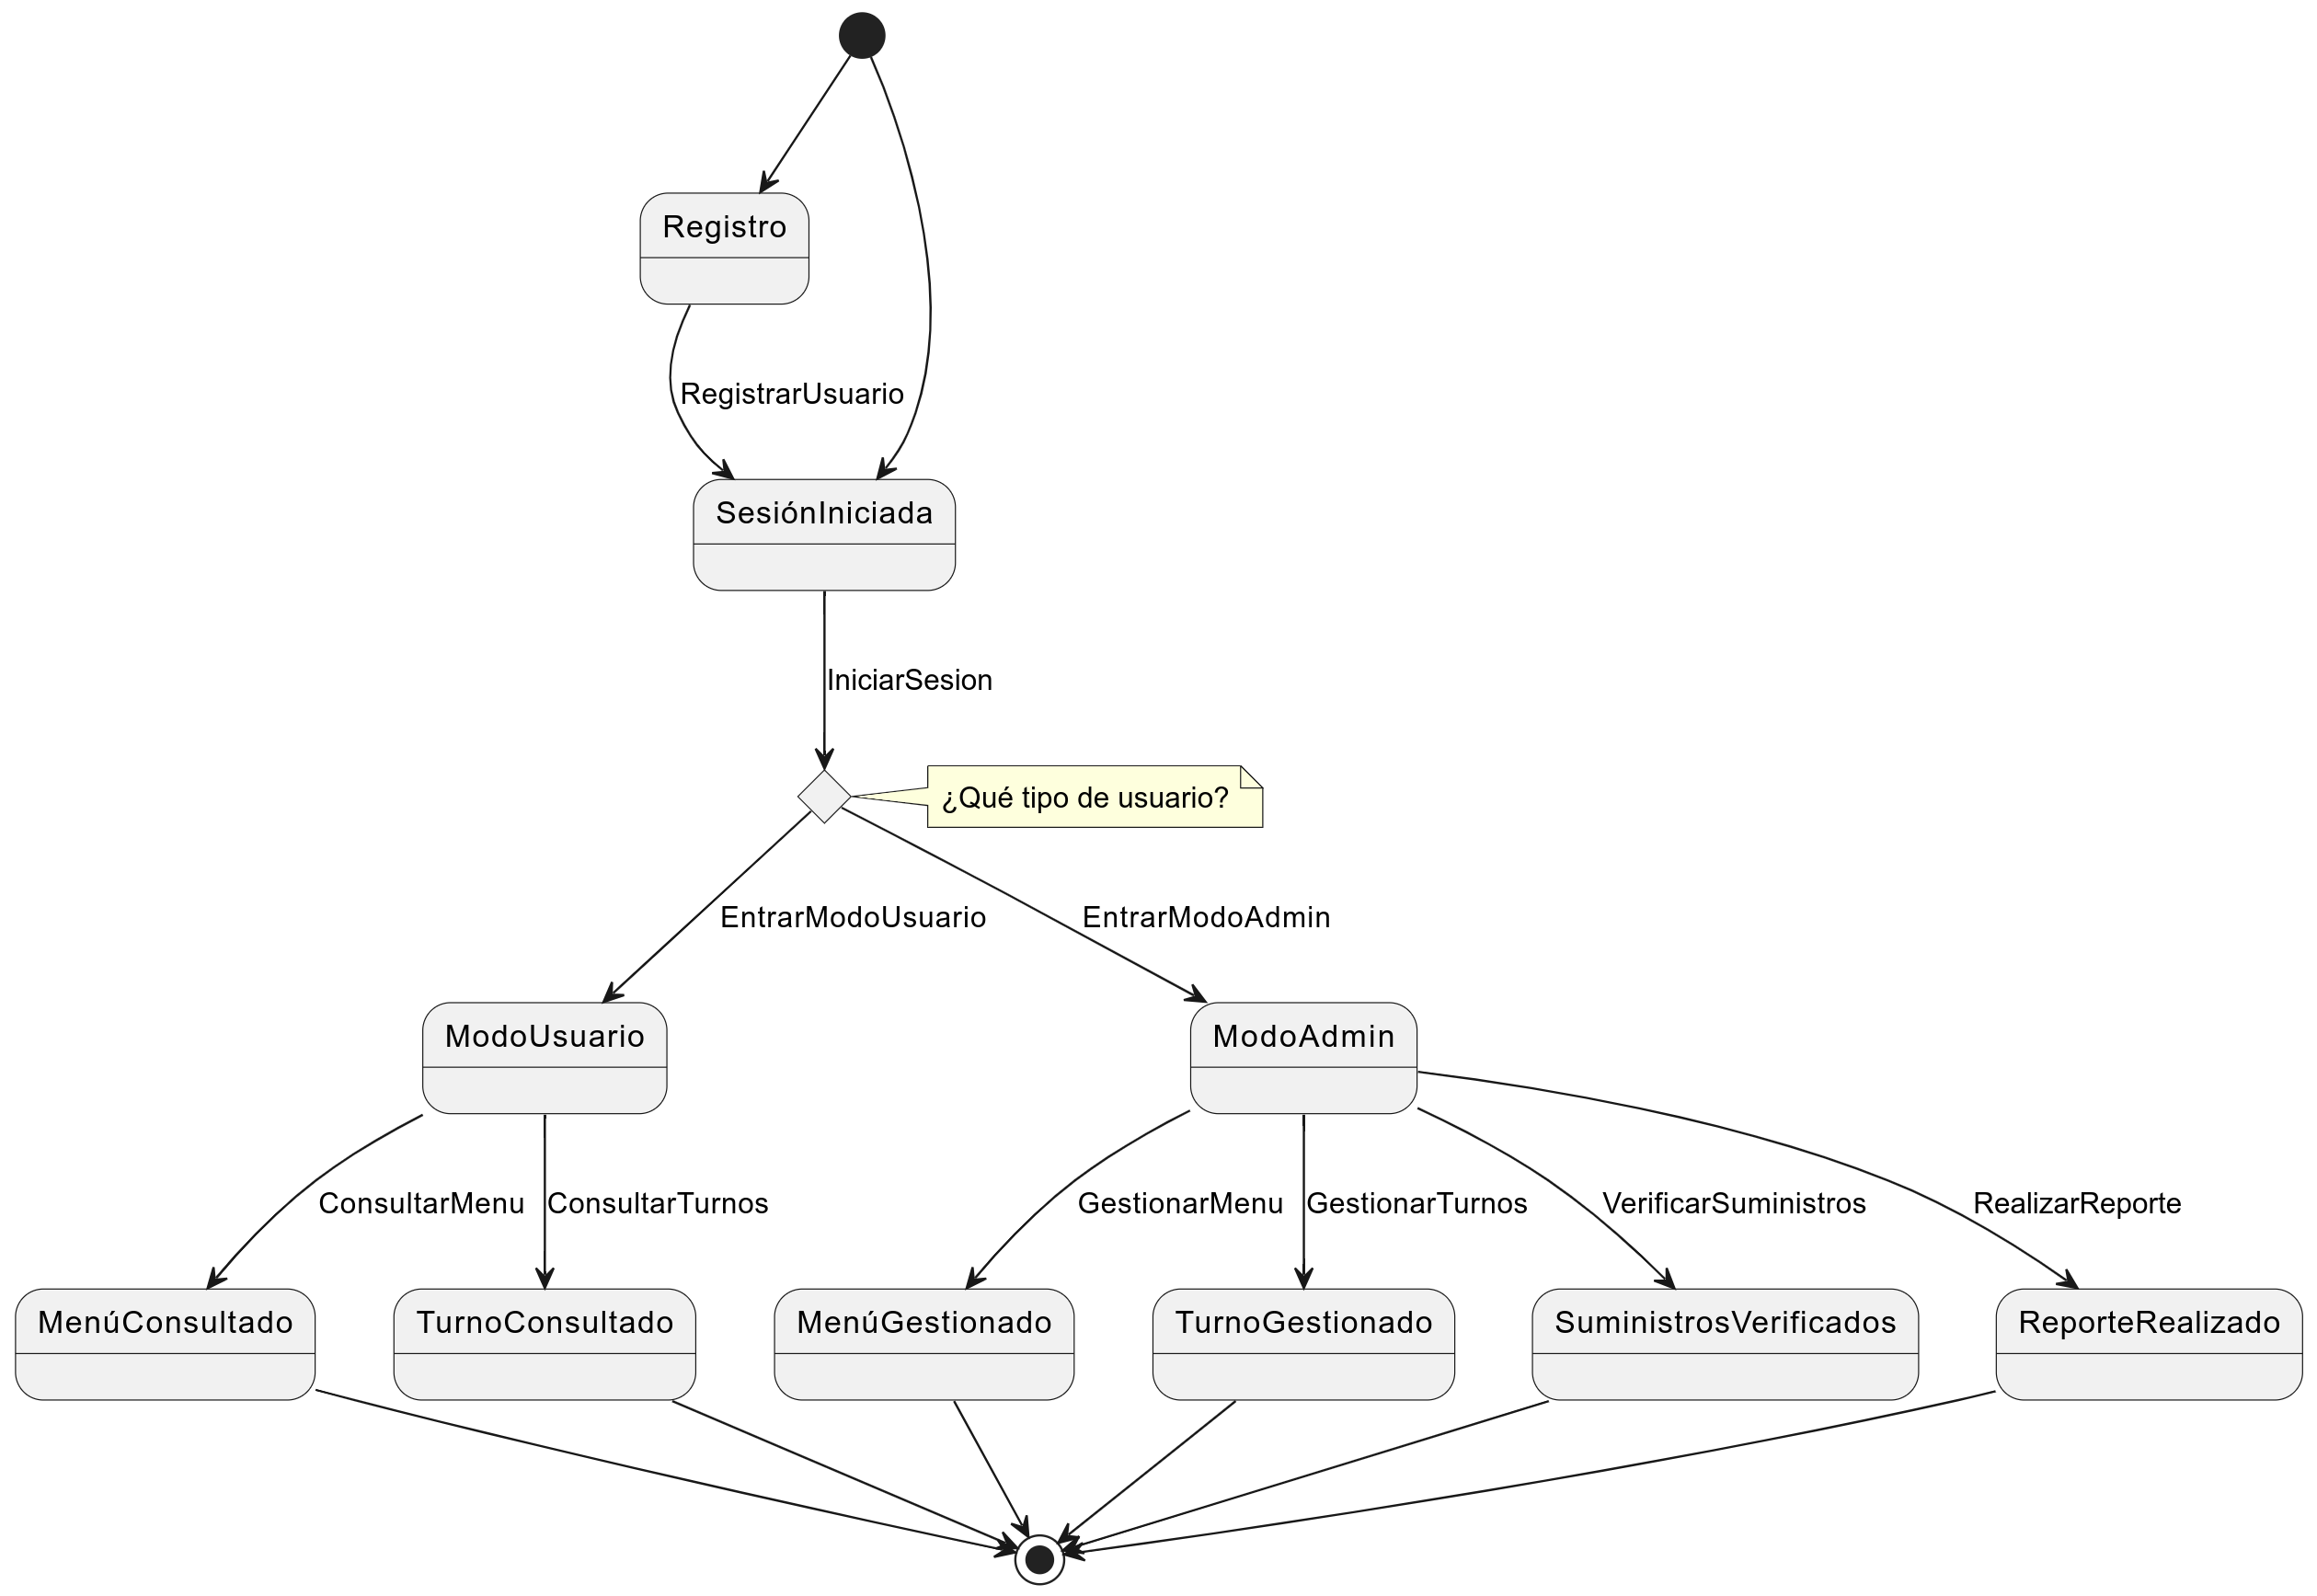 Registro
RegistrarUsuario
SesiónIniciada
IniciarSesion
¿Qué tipo de usuario?
EntrarModoUsuario
EntrarModoAdmin
ModoUsuario
ModoAdmin
ConsultarMenu
ConsultarTurnos
GestionarMenu
GestionarTurnos
VerificarSuministros
RealizarReporte
MenúConsultado
TurnoConsultado
MenúGestionado
TurnoGestionado
SuministrosVerificados
ReporteRealizado